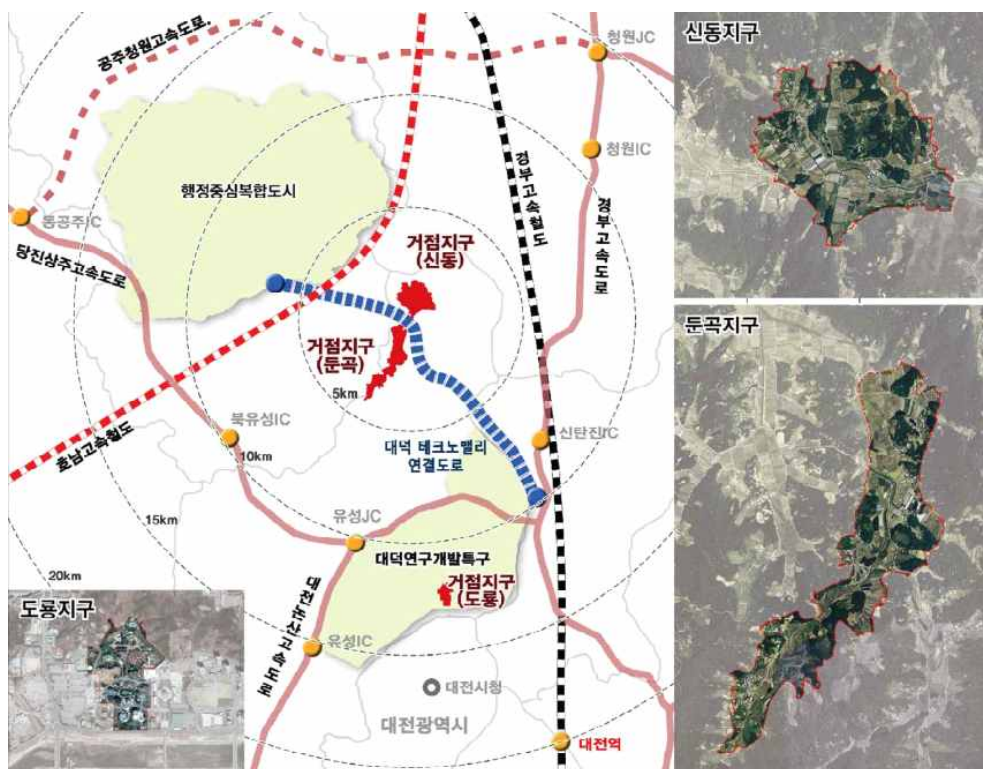 공주청원고속도로
청원JC
청원IC
행정중심복합도시
경부고속철도
경부고속도로
동공주IC
당진상주고속도로
거점지구
(신동)
거점지구
(둔곡)
5km
북유성IC
10km
호남고속철도
대덕 테크노밸리
연결도로
신탄진IC
15km
유성JC
대덕연구개발특구
거점지구
(도룡)
20km
도룡지구
대전논산고속도로
유성IC
대전시청
대전광역시
대전역
신동지구
둔곡지구